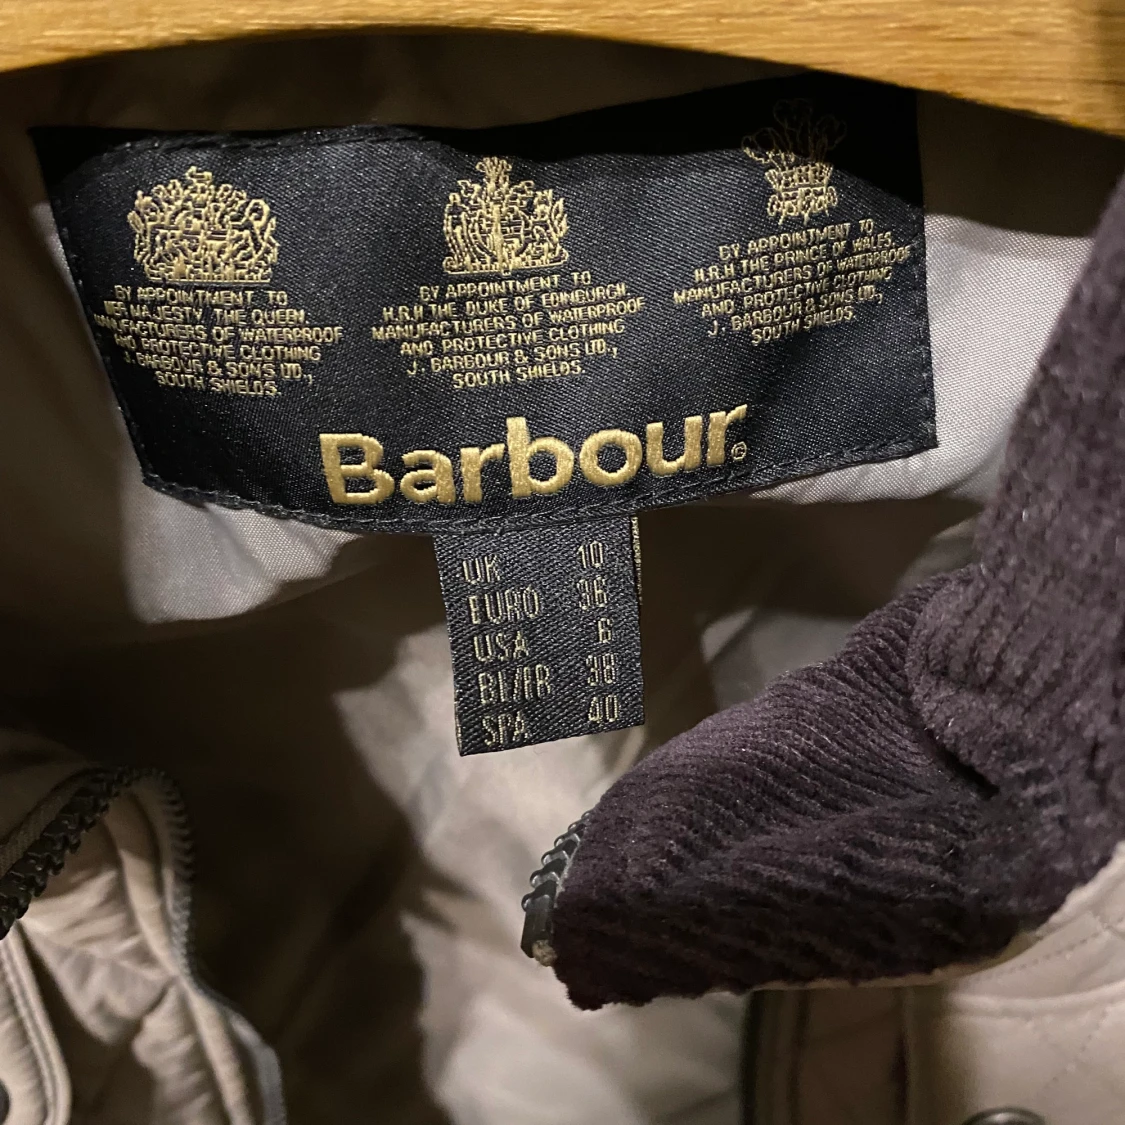 BY APPOINTMENT TO
HER MAJESTY THE QUEEN
MANUFACTURERS OF WATERPROOF
AND PROTECTIVE CLOTHING
J. BARBOUR & SONS LTD.,
SOUTH SHIELDS.
BY APPOINTMENT TO
H.R.H THE DUKE OF EDINBURGH
MANUFACTURERS OF WATERPROOF
AND PROTECTIVE CLOTHING
J. BARBOUR & SONS LTD.,
SOUTH SHIELDS.
BY APPOINTMENT TO
H.R.H THE PRINCE OF WALES
MANUFACTURERS OF WATERPROOF
AND PROTECTIVE CLOTHING
J. BARBOUR & SONS LTD.,
SOUTH SHIELDS.
Barbour®
UK 10
EURO 36
USA 6
BI/FR 38
SPA 40